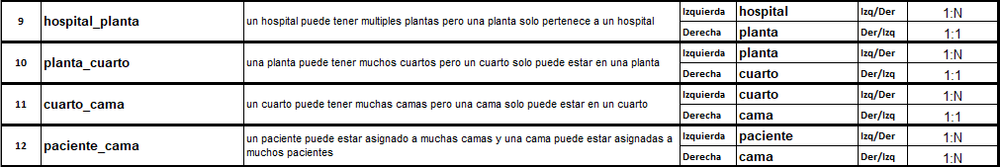 9 hospital_planta un hospital puede tener multiples plantas pero una planta solo pertenece a un hospital Izquierda hospital Izq/Der 1:N
Derecha planta Der/Izq 1:1
10 planta_cuarto una planta puede tener muchos cuartos pero un cuarto solo puede estar en una planta Izquierda planta Izq/Der 1:N
Derecha cuarto Der/Izq 1:1
11 cuarto_cama un cuarto puede tener muchas camas pero una cama solo puede estar en un cuarto Izquierda cuarto Izq/Der 1:N
Derecha cama Der/Izq 1:1
12 paciente_cama un paciente puede estar asignado a muchas camas y una cama puede estar asignadas a Izquierda paciente Izq/Der 1:N
muchos pacientes Derecha cama Der/Izq 1:N